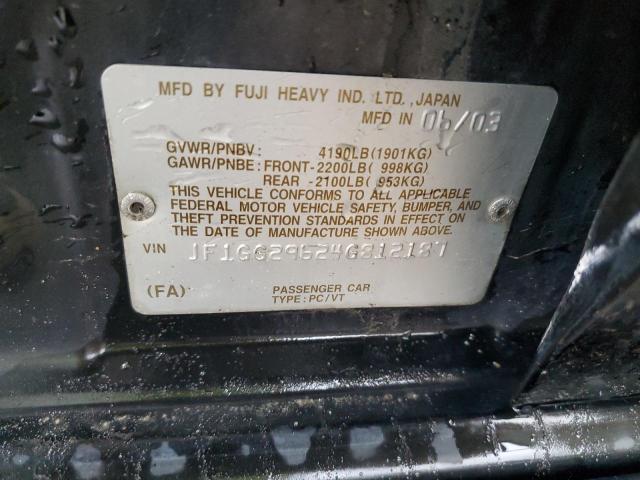 MFD BY FUJI HEAVY IND. LTD., JAPAN
MFD IN 06/03
GVWR/PNBV: 4190LB(1901KG)
GAWR/PNBE: FRONT-2200LB( 998KG)
REAR -2100LB( 953KG)
THIS VEHICLE CONFORMS TO ALL APPLICABLE
FEDERAL MOTOR VEHICLE SAFETY, BUMPER, AND
THEFT PREVENTION STANDARDS IN EFFECT ON
THE DATE OF MANUFACTURE SHOWN ABOVE.
VIN JF1GG29624G812187
(FA) PASSENGER CAR
TYPE: PC/VT